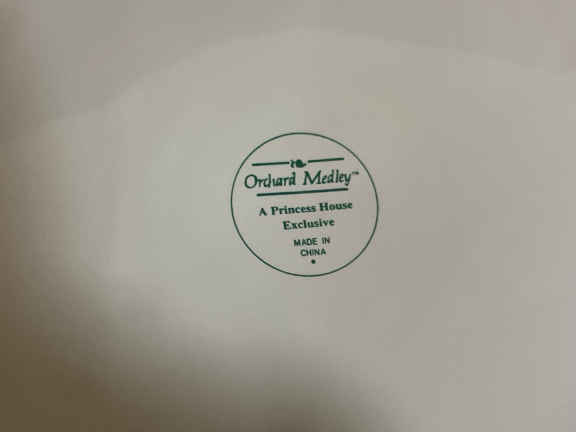 Orchard Medley™
A Princess House
Exclusive
MADE IN
CHINA